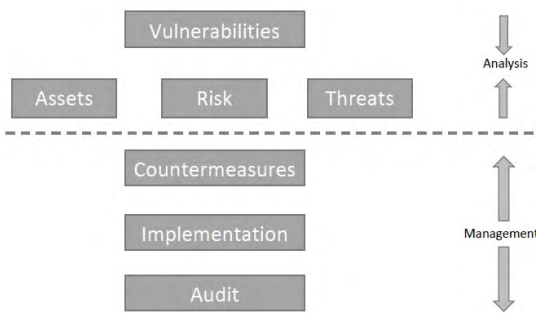 Vulnerabilities
Analysis
Assets Risk Threats
Countermeasures
Implementation
Management
Audit